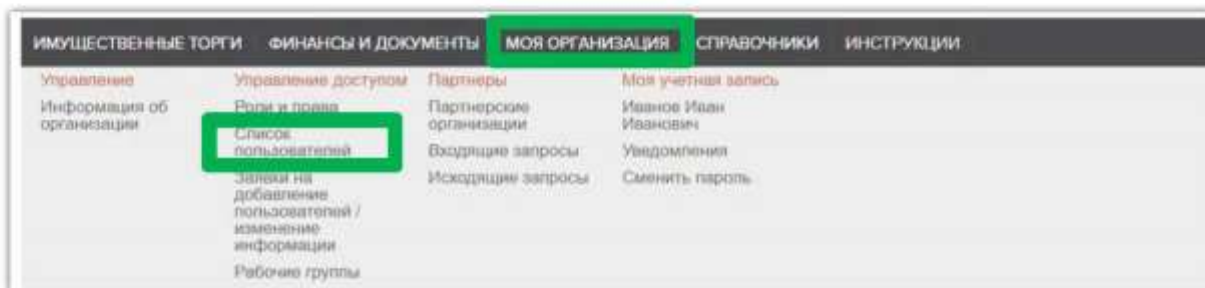 ИМУЩЕСТВЕННЫЕ ТОРГИ ФИНАНСЫ И ДОКУМЕНТЫ МОЯ ОРГАНИЗАЦИЯ СПРАВОЧНИКИ ИНСТРУКЦИИ
Управление
Информация об
организации
Управление доступом
Роли и права
Список
пользователей
Заявки на
добавление
пользователей /
изменение
информации
Рабочие группы
Партнеры
Партнерские
организации
Входящие запросы
Исходящие запросы
Моя учетная запись
Иванов Иван
Иванович
Уведомления
Сменить пароль